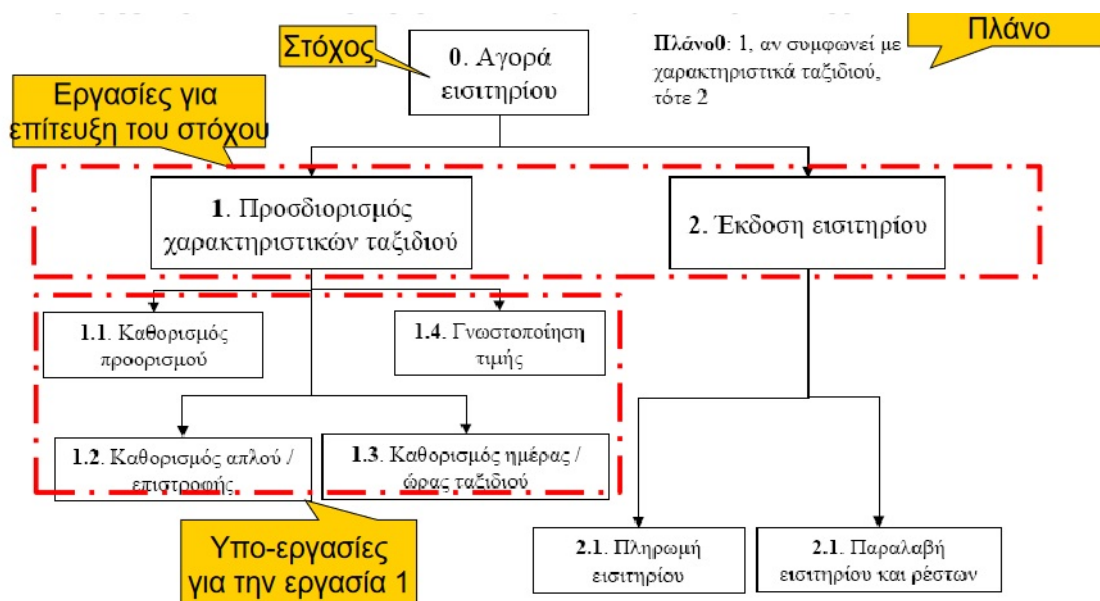 Πλάνο
Στόχος
0. Αγορά
εισιτηρίου
Πλάνο0: 1, αν συμφωνεί με
χαρακτηριστικά ταξιδιού,
τότε 2
Εργασίες για
επίτευξη του στόχου
1. Προσδιορισμός
χαρακτηριστικών ταξιδιού
2. Έκδοση εισιτηρίου
1.1. Καθορισμός
προορισμού
1.4. Γνωστοποίηση
τιμής
1.2. Καθορισμός απλού /
επιστροφής
1.3. Καθορισμός ημέρας /
ώρας ταξιδιού
Υπο-εργασίες
για την εργασία 1
2.1. Πληρωμή
εισιτηρίου
2.1. Παραλαβή
εισιτηρίου και ρέστων